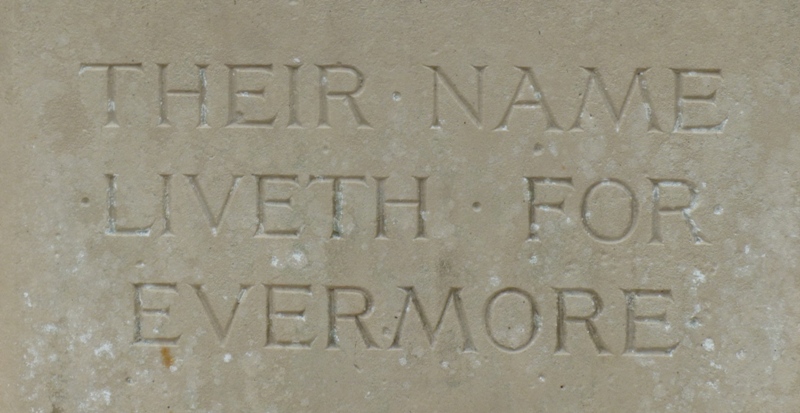 THEIR · NAME
· LIVETH · FOR ·
EVERMORE ·